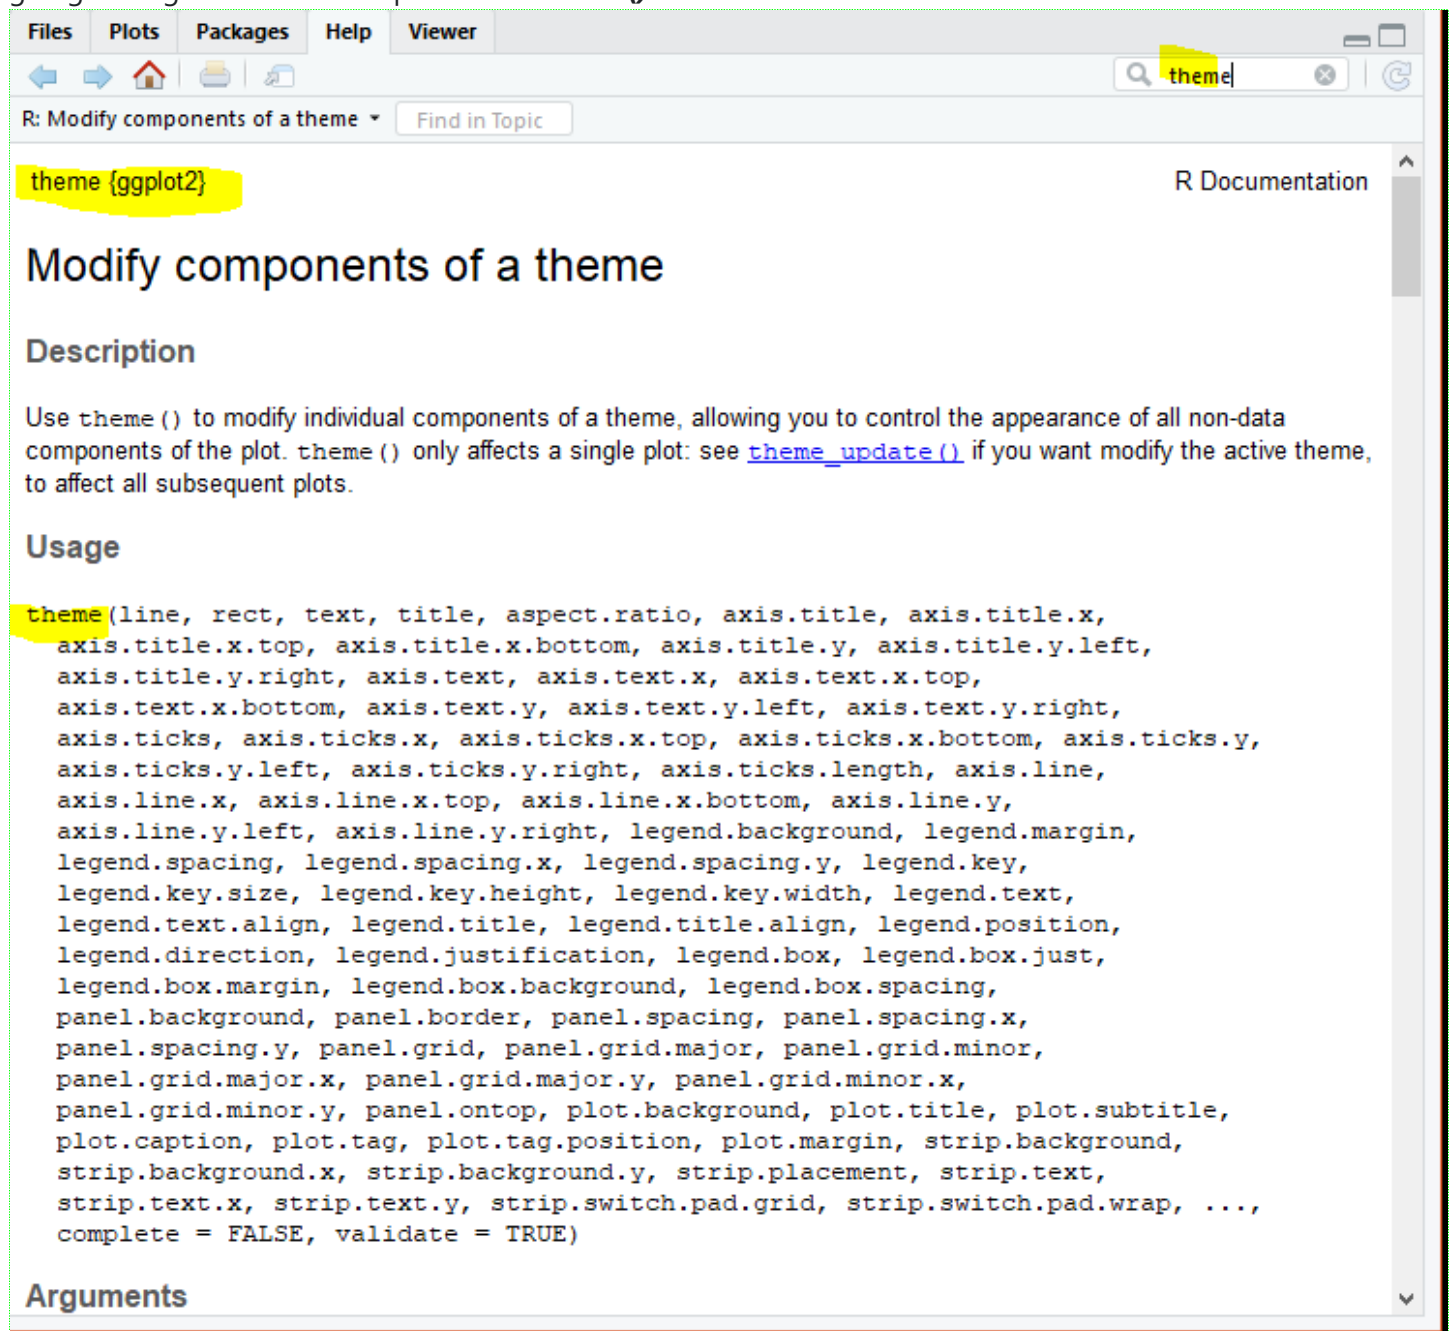 Files Plots Packages Help Viewer
theme
R: Modify components of a theme Find in Topic
theme {ggplot2} R Documentation
Modify components of a theme
Description
Use theme() to modify individual components of a theme, allowing you to control the appearance of all non-data
components of the plot. theme() only affects a single plot: see theme_update() if you want modify the active theme,
to affect all subsequent plots.
Usage
theme(line, rect, text, title, aspect.ratio, axis.title, axis.title.x,
axis.title.x.top, axis.title.x.bottom, axis.title.y, axis.title.y.left,
axis.title.y.right, axis.text, axis.text.x, axis.text.x.top,
axis.text.x.bottom, axis.text.y, axis.text.y.left, axis.text.y.right,
axis.ticks, axis.ticks.x, axis.ticks.x.top, axis.ticks.x.bottom, axis.ticks.y,
axis.ticks.y.left, axis.ticks.y.right, axis.ticks.length, axis.line,
axis.line.x, axis.line.x.top, axis.line.x.bottom, axis.line.y,
axis.line.y.left, axis.line.y.right, legend.background, legend.margin,
legend.spacing, legend.spacing.x, legend.spacing.y, legend.key,
legend.key.size, legend.key.height, legend.key.width, legend.text,
legend.text.align, legend.title, legend.title.align, legend.position,
legend.direction, legend.justification, legend.box, legend.box.just,
legend.box.margin, legend.box.background, legend.box.spacing,
panel.background, panel.border, panel.spacing, panel.spacing.x,
panel.spacing.y, panel.grid, panel.grid.major, panel.grid.minor,
panel.grid.major.x, panel.grid.major.y, panel.grid.minor.x,
panel.grid.minor.y, panel.ontop, plot.background, plot.title, plot.subtitle,
plot.caption, plot.tag, plot.tag.position, plot.margin, strip.background,
strip.background.x, strip.background.y, strip.placement, strip.text,
strip.text.x, strip.text.y, strip.switch.pad.grid, strip.switch.pad.wrap, ...,
complete = FALSE, validate = TRUE)
Arguments